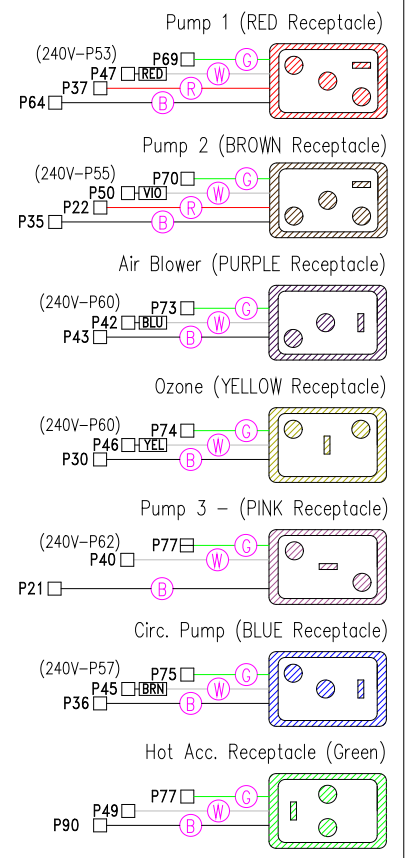 Pump 1 (RED Receptacle)
(240V-P53) P69 G
P47 RED W
P37 R
P64 B
Pump 2 (BROWN Receptacle)
(240V-P55) P70 G
P50 VIO W
P22 R
P35 B
Air Blower (PURPLE Receptacle)
(240V-P60) P73 G
P42 BLU W
P43 B
Ozone (YELLOW Receptacle)
(240V-P60) P74 G
P46 YEL W
P30 B
Pump 3 - (PINK Receptacle)
(240V-P62) P77 G
P40 W
P21 B
Circ. Pump (BLUE Receptacle)
(240V-P57) P75 G
P45 BRN W
P36 B
Hot Acc. Receptacle (Green)
P77 G
P49 W
P90 B